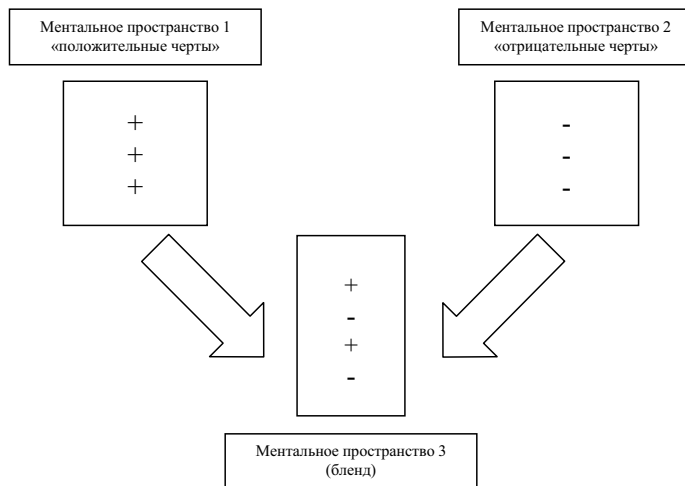 Ментальное пространство 1
«положительные черты»
Ментальное пространство 2
«отрицательные черты»
+
+
+
-
-
-
+
-
+
-
Ментальное пространство 3
(бленд)